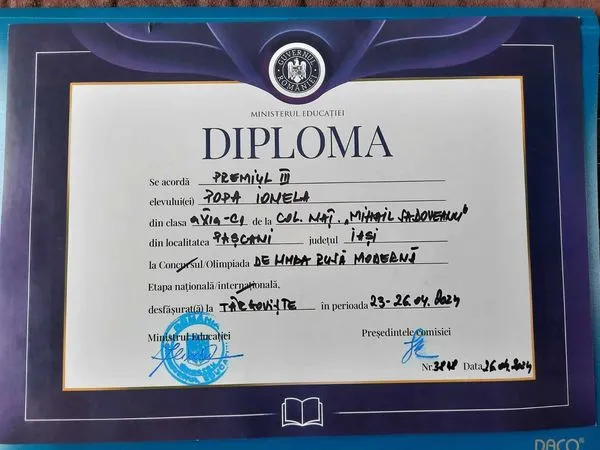 GUVERNUL ROMÂNIEI
MINISTERUL EDUCAȚIEI
DIPLOMA
Se acordă PREMIUL III
elevului(ei) POPA IONELA
din clasa a XI a - C1 de la COL. NAȚ. „MIHAIL SADOVEANU"
din localitatea PAȘCANI județul IAȘI
la Concursul/Olimpiada DE LIMBA RUSĂ MODERNĂ
Etapa națională/internațională,
desfășurat(ă) la TÂRGOVIȘTE în perioada 23-26.04.2024
Ministrul Educației Președintele Comisiei
Nr. Data 26.04.2024
DACO®